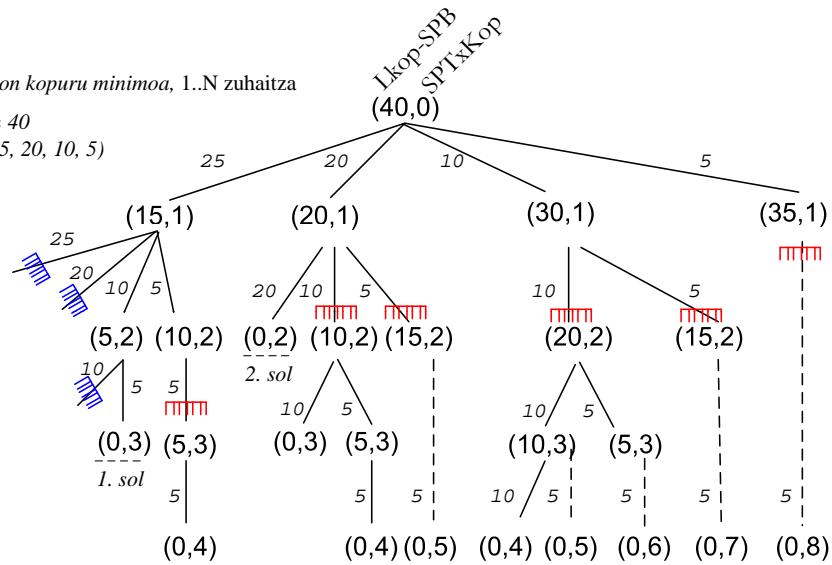 Lkop-SPB
SPTxKop
on kopuru minimoa, 1..N zuhaitza
(40,0)
40
5, 20, 10, 5)
25 20 10 5
(15,1) (20,1) (30,1) (35,1)
25
20 10 5 20 10 5 10 5
(5,2) (10,2) (0,2) (10,2) (15,2) (20,2) (15,2)
2. sol
10 5 5 10 5 10 5
(0,3) (5,3) (0,3) (5,3) (10,3) (5,3)
1. sol
5 5 5 10 5 5 5 5
(0,4) (0,4) (0,5) (0,4) (0,5) (0,6) (0,7) (0,8)